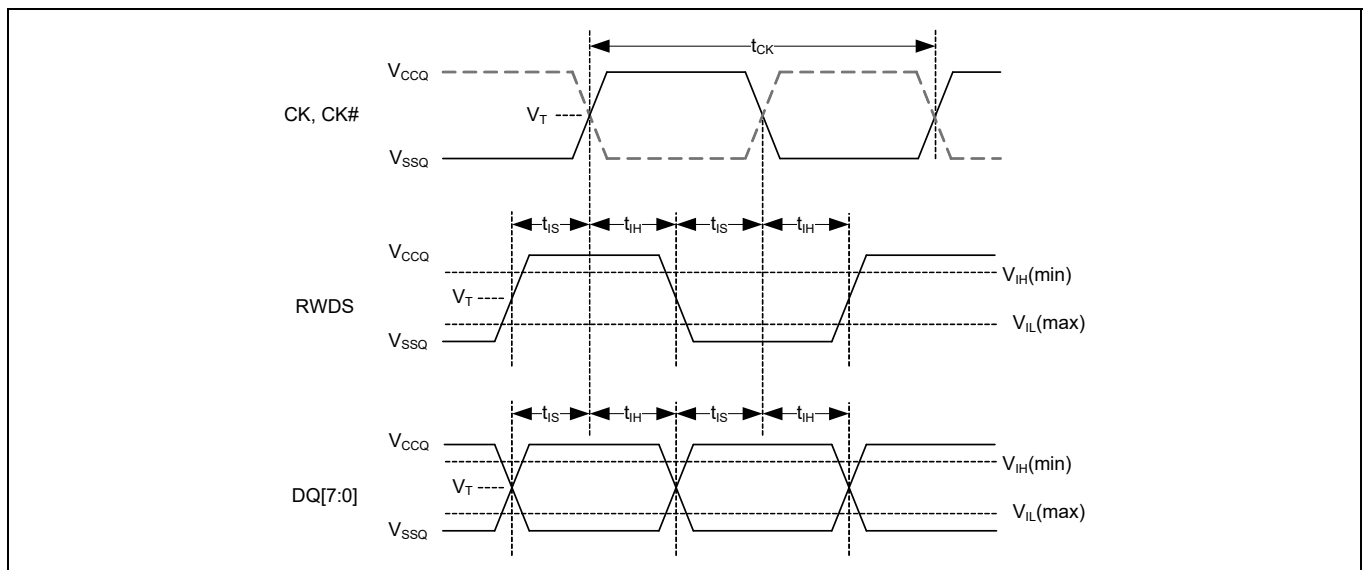 tCK
VCCQ
CK, CK#
VT
VSSQ
tIS tIH tIS tIH
VCCQ
VIH(min)
VT
RWDS
VIL(max)
VSSQ
tIS tIH tIS tIH
VCCQ
VIH(min)
VT
DQ[7:0]
VIL(max)
VSSQ